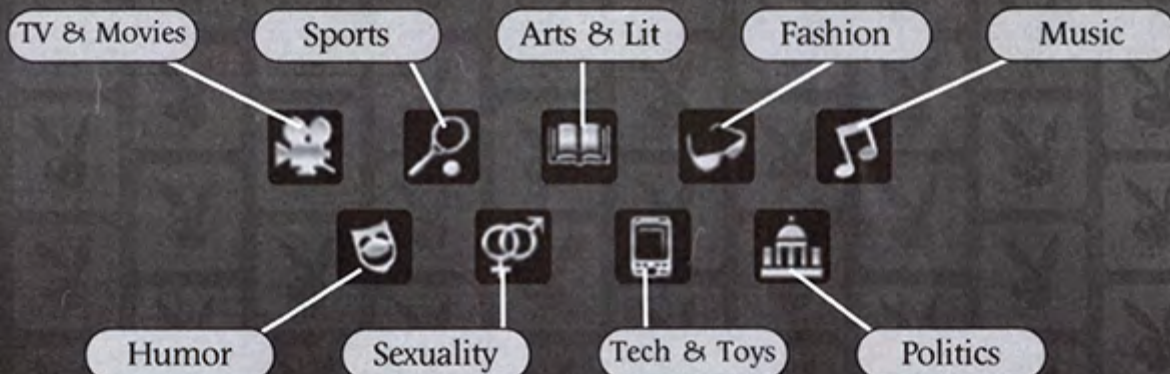 TV & Movies
Sports
Arts & Lit
Fashion
Music
Humor
Sexuality
Tech & Toys
Politics